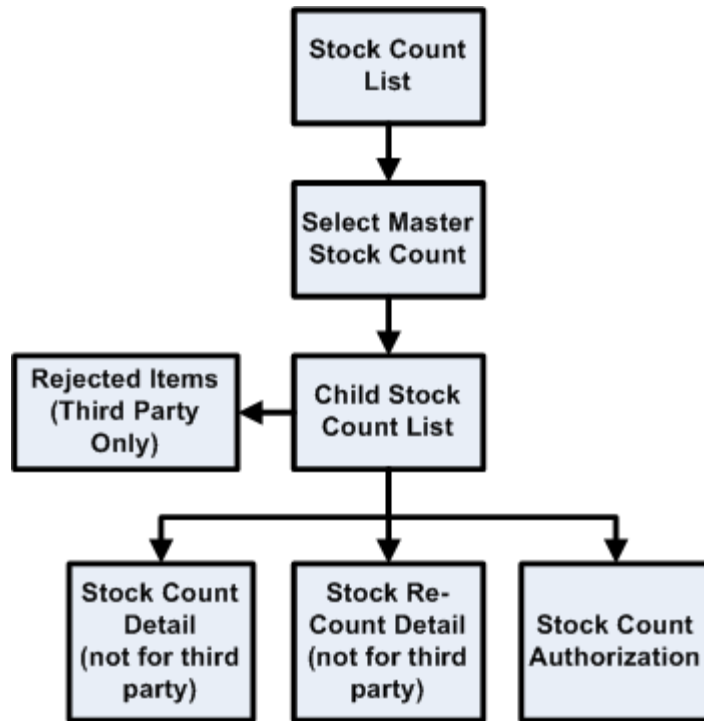 Stock Count
List
Select Master
Stock Count
Rejected Items
(Third Party
Only)
Child Stock
Count List
Stock Count
Detail
(not for third
party)
Stock Re-
Count Detail
(not for third
party)
Stock Count
Authorization